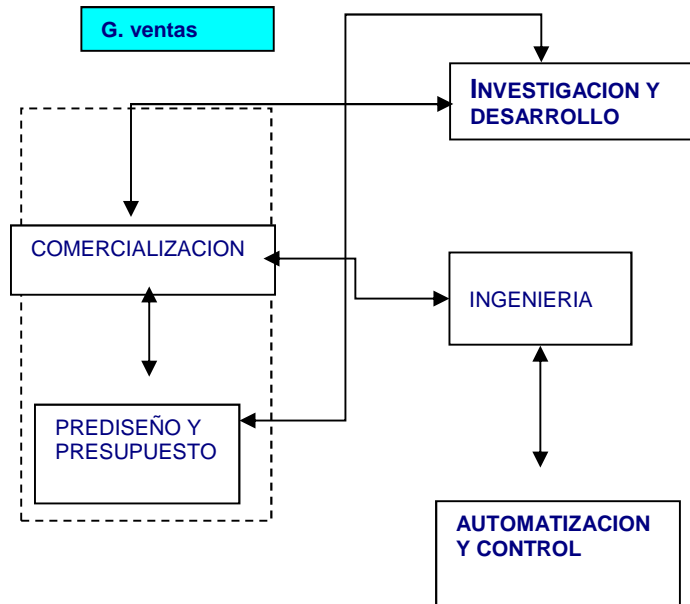 G. ventas
INVESTIGACION Y
DESARROLLO
COMERCIALIZACION
INGENIERIA
PREDISEÑO Y
PRESUPUESTO
AUTOMATIZACION
Y CONTROL